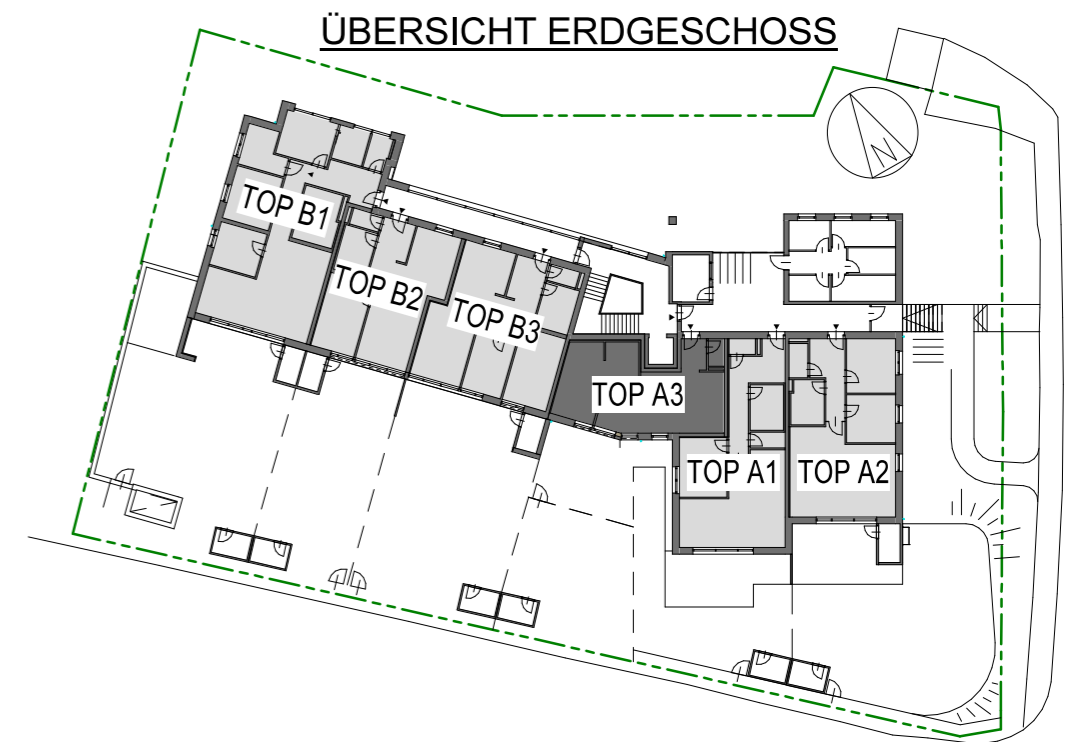 ÜBERSICHT ERDGESCHOSS
N
TOP B1
TOP B2
TOP B3
TOP A3
TOP A1
TOP A2